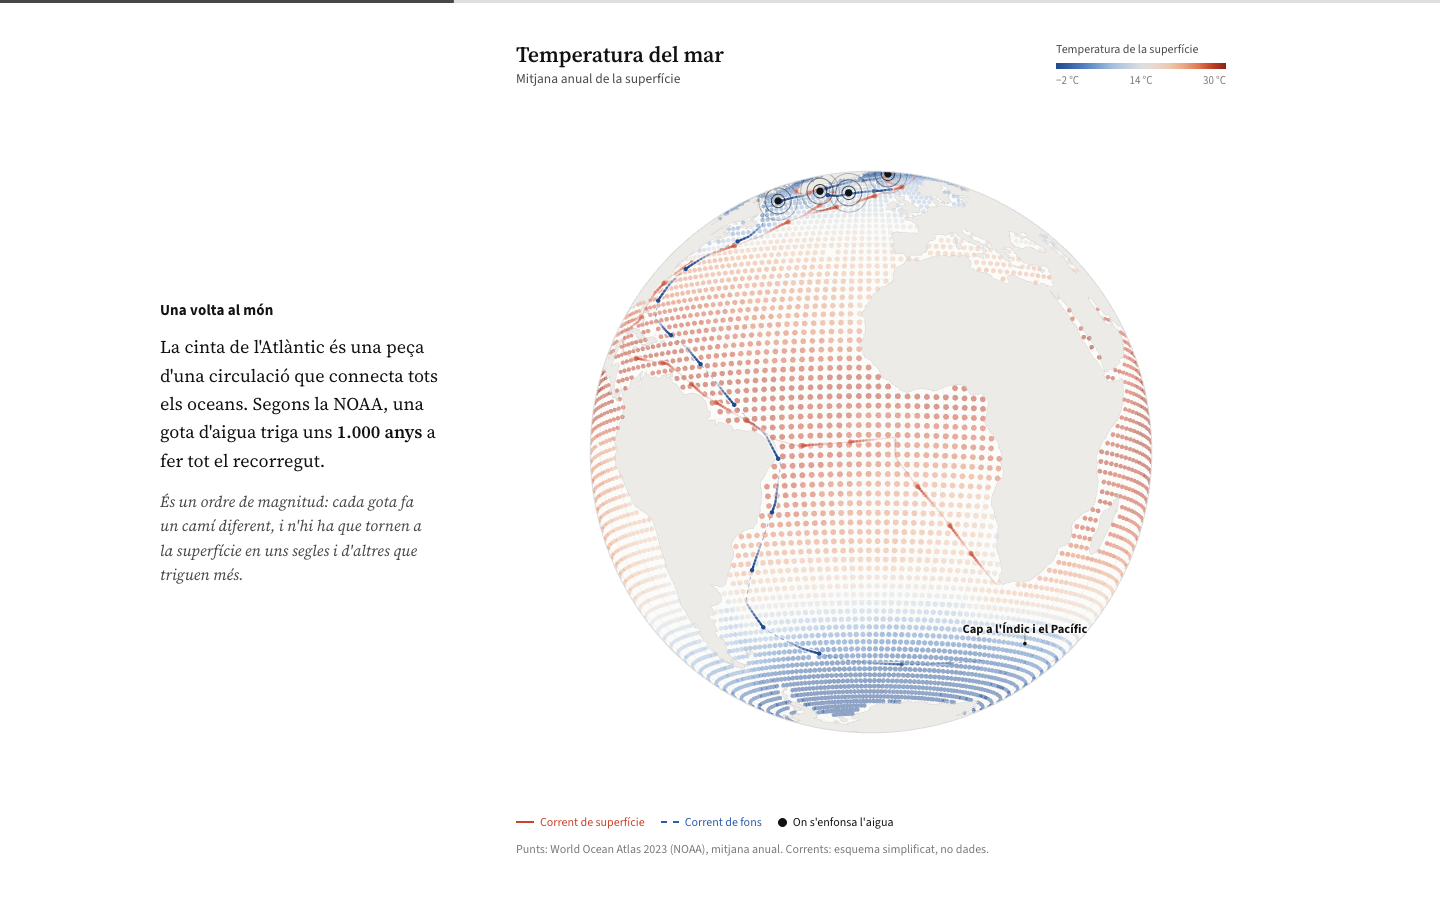 Temperatura del mar
Mitjana anual de la superfície
Temperatura de la superfície
−2 °C 14 °C 30 °C
Una volta al món
La cinta de l'Atlàntic és una peça
d'una circulació que connecta tots
els oceans. Segons la NOAA, una
gota d'aigua triga uns 1.000 anys a
fer tot el recorregut.
És un ordre de magnitud: cada gota fa
un camí diferent, i n'hi ha que tornen a
la superfície en uns segles i d'altres que
triguen més.
Cap a l'Índic i el Pacífic
Corrent de superfície Corrent de fons On s'enfonsa l'aigua
Punts: World Ocean Atlas 2023 (NOAA), mitjana anual. Corrents: esquema simplificat, no dades.